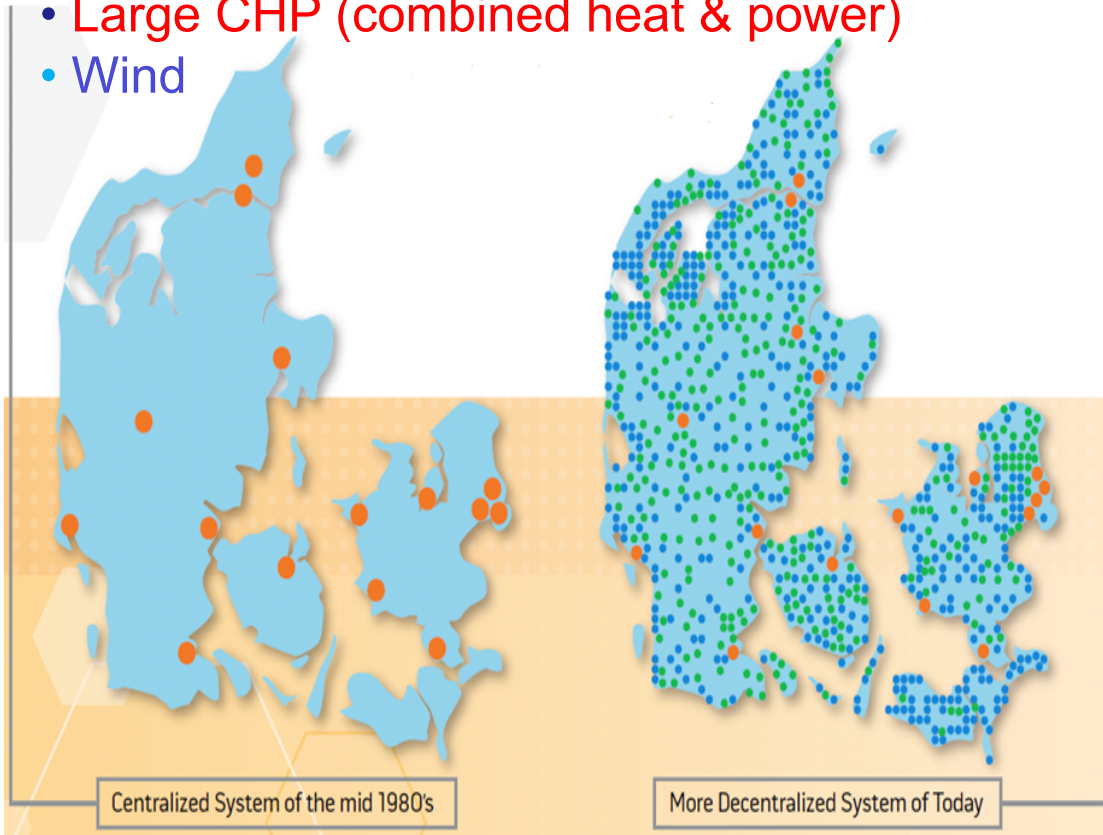 • Large CHP (combined heat & power)
• Wind
Centralized System of the mid 1980's
More Decentralized System of Today